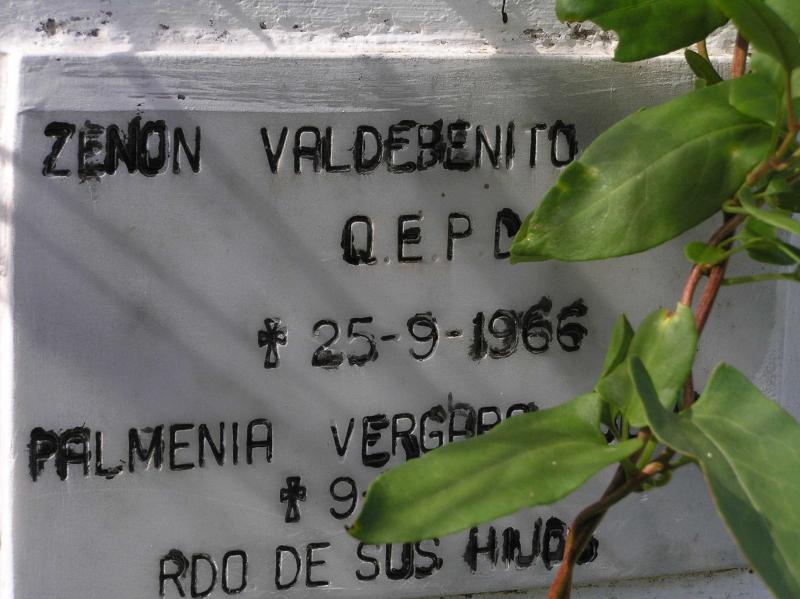 ZENON VALDEBENITO
Q.E.P.D
✝ 25-9-1966
PALMENIA VERGARA
✝ 9
RDO DE SUS HIJOS